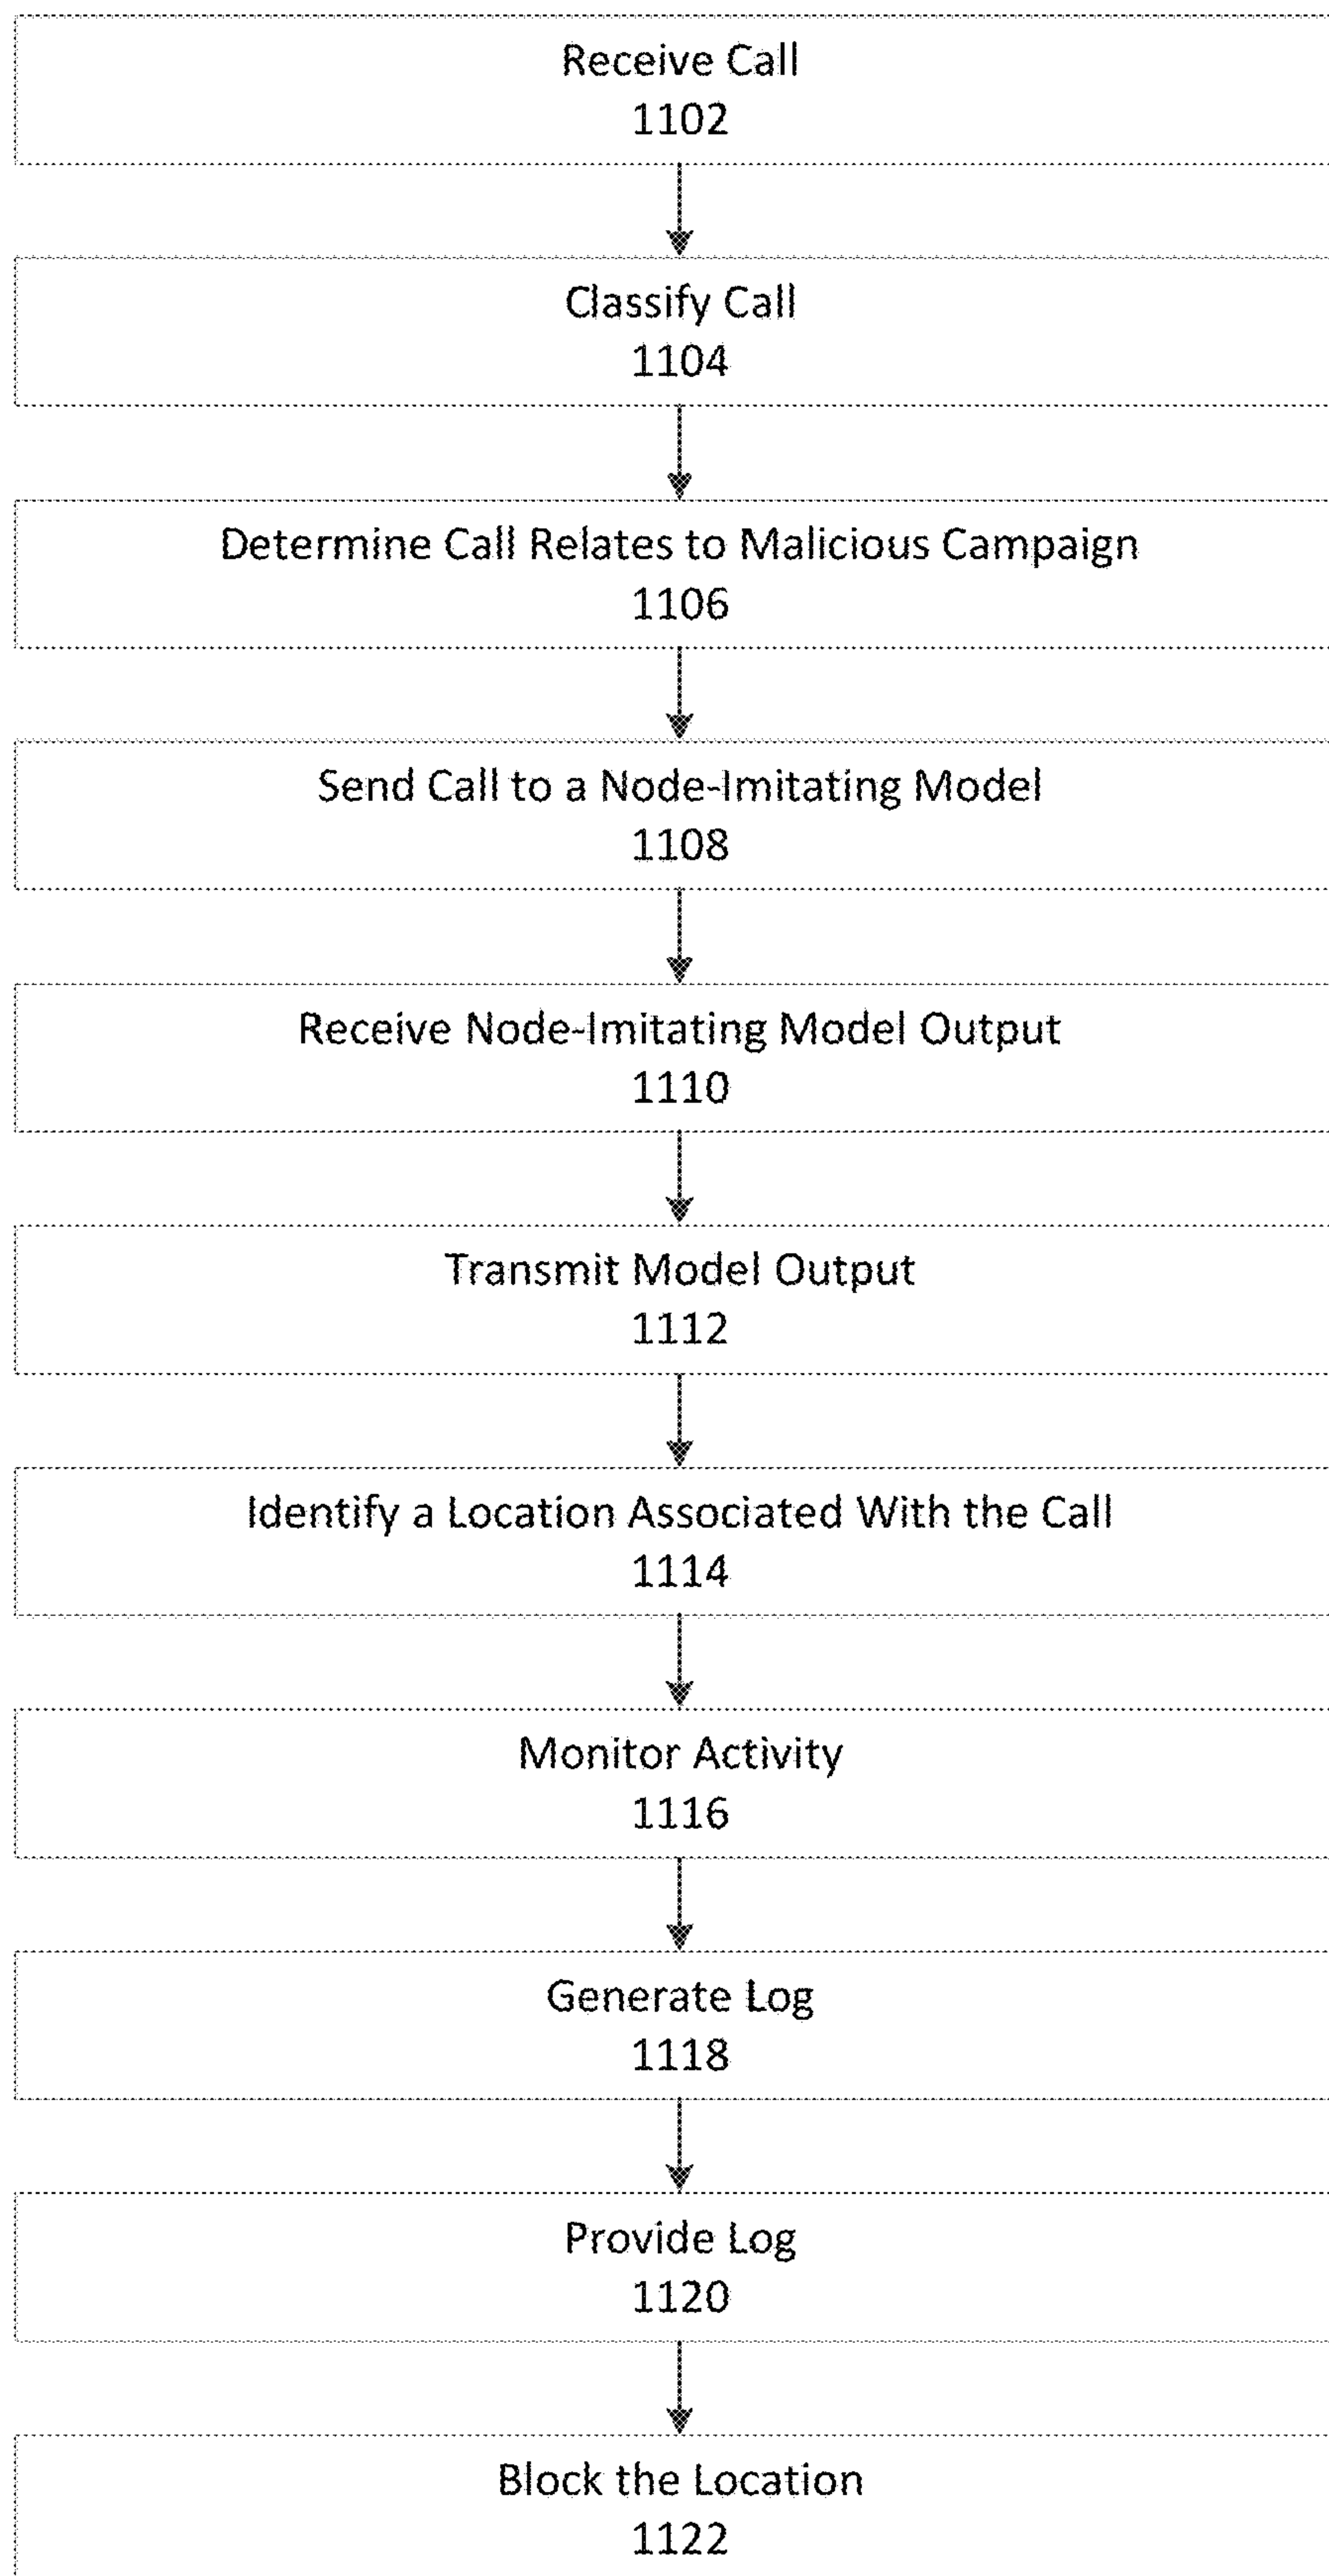 Receive Call
1102
Classify Call
1104
Determine Call Relates to Malicious Campaign
1106
Send Call to a Node-Imitating Model
1108
Receive Node-Imitating Model Output
1110
Transmit Model Output
1112
Identify a Location Associated With the Call
1114
Monitor Activity
1116
Generate Log
1118
Provide Log
1120
Block the Location
1122